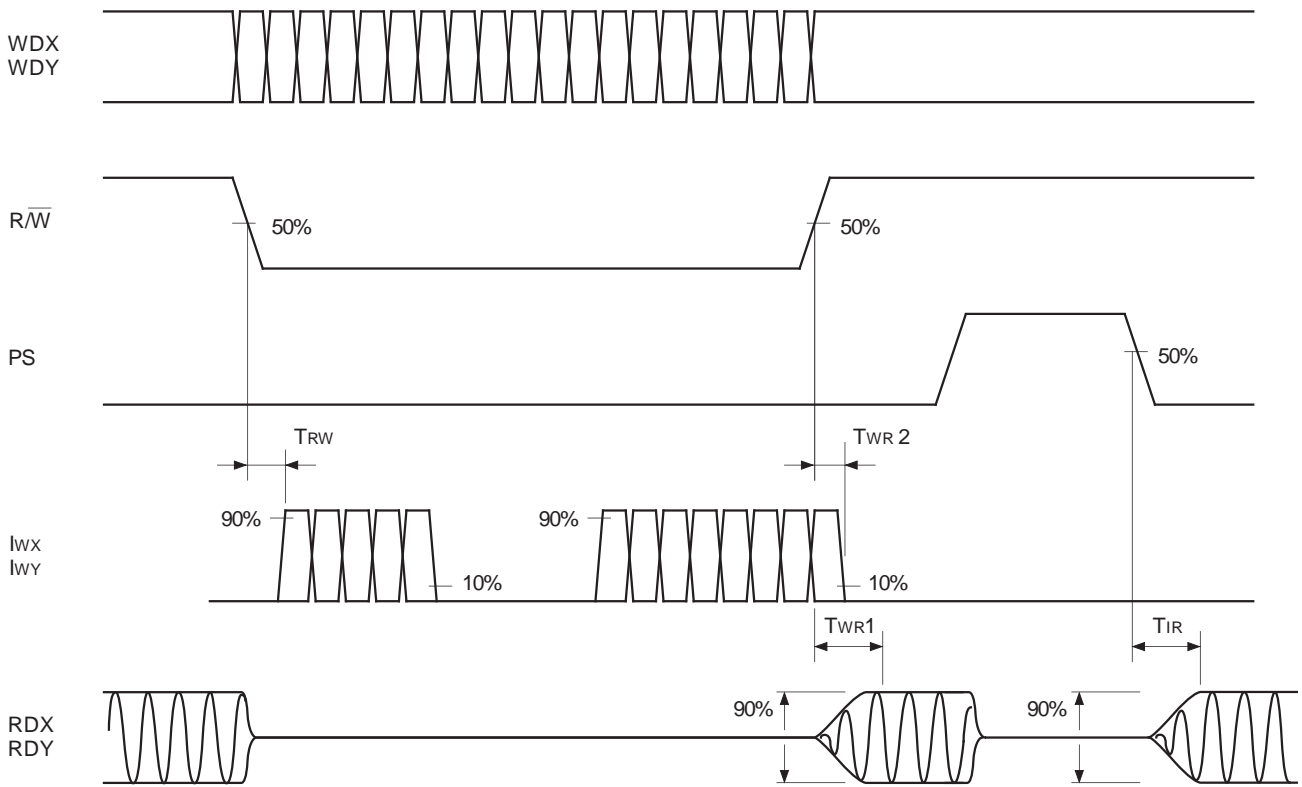 WDX
WDY
R/W̅
50%
50%
PS
50%
TRW
TWR 2
90%
90%
IWX
IWY
10%
10%
TWR1
TIR
90%
90%
RDX
RDY